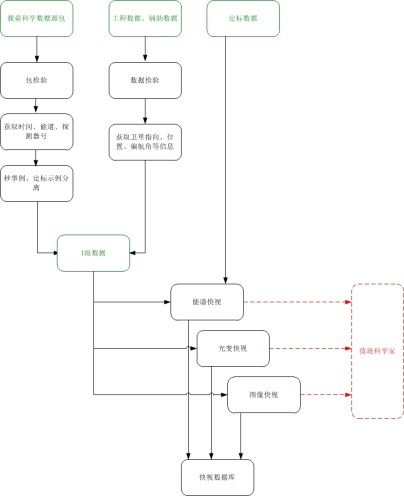 载荷科学数据源包
工程数据、辅助数据
定标数据
包检验
数据检验
获取时间、能道、探
测器号
获取卫星指向、位
置、偏航角等信息
秒事例、定标示例分
离
1级数据
能谱快视
光变快视
值班科学家
图像快视
快视数据库